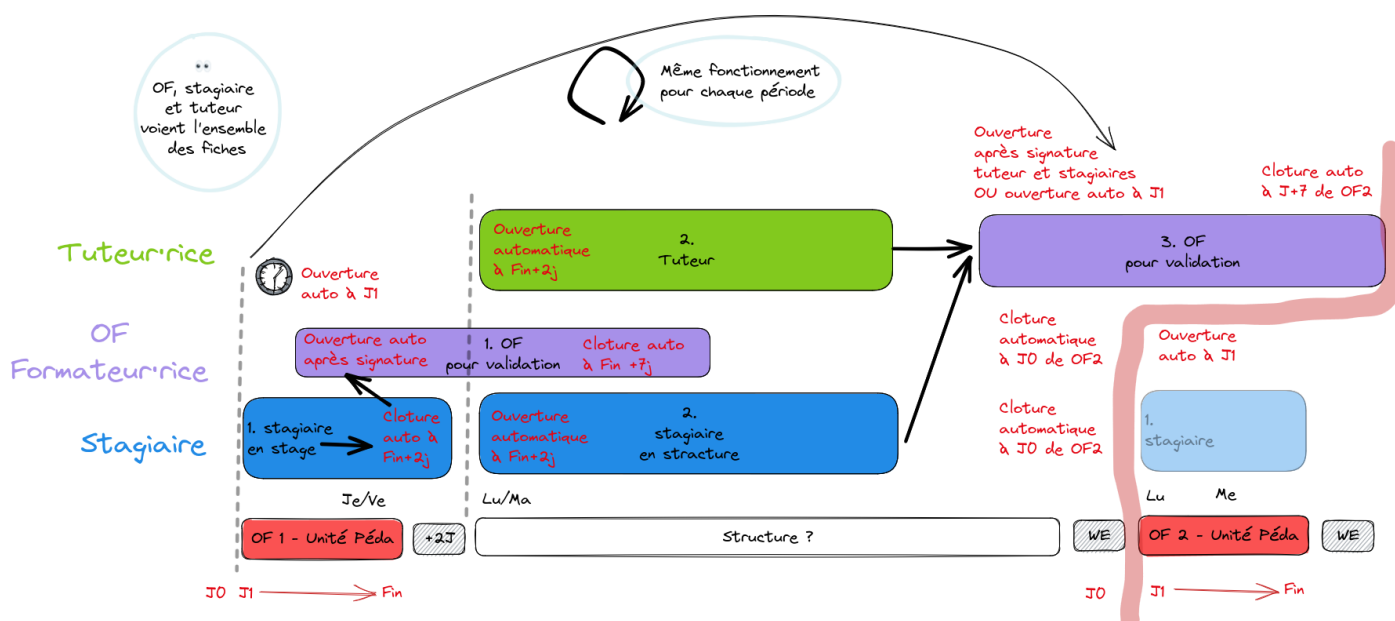 OF, stagiaire
et tuteur
voient l'ensemble
des fiches
Même fonctionnement
pour chaque période
Ouverture
après signature
tuteur et stagiaires
OU ouverture auto à J1
Cloture auto
à J+7 de OF2
Tuteur·rice
Ouverture
auto à J1
Ouverture
automatique
à Fin+2j
2.
Tuteur
3. OF
pour validation
OF
Formateur·rice
Ouverture auto
après signature
1. OF
pour validation
Cloture auto
à Fin +7j
Cloture
automatique
à J0 de OF2
Ouverture
auto à J1
Stagiaire
1. stagiaire
en stage
Cloture
auto à
Fin+2j
Ouverture
automatique
à Fin+2j
2.
stagiaire
en stracture
Cloture
automatique
à J0 de OF2
1.
stagiaire
Je/Ve
Lu/Ma
Lu
Me
OF 1 - Unité Péda
+2J
Structure ?
WE
OF 2 - Unité Péda
WE
J0
J1
Fin
J0
J1
Fin